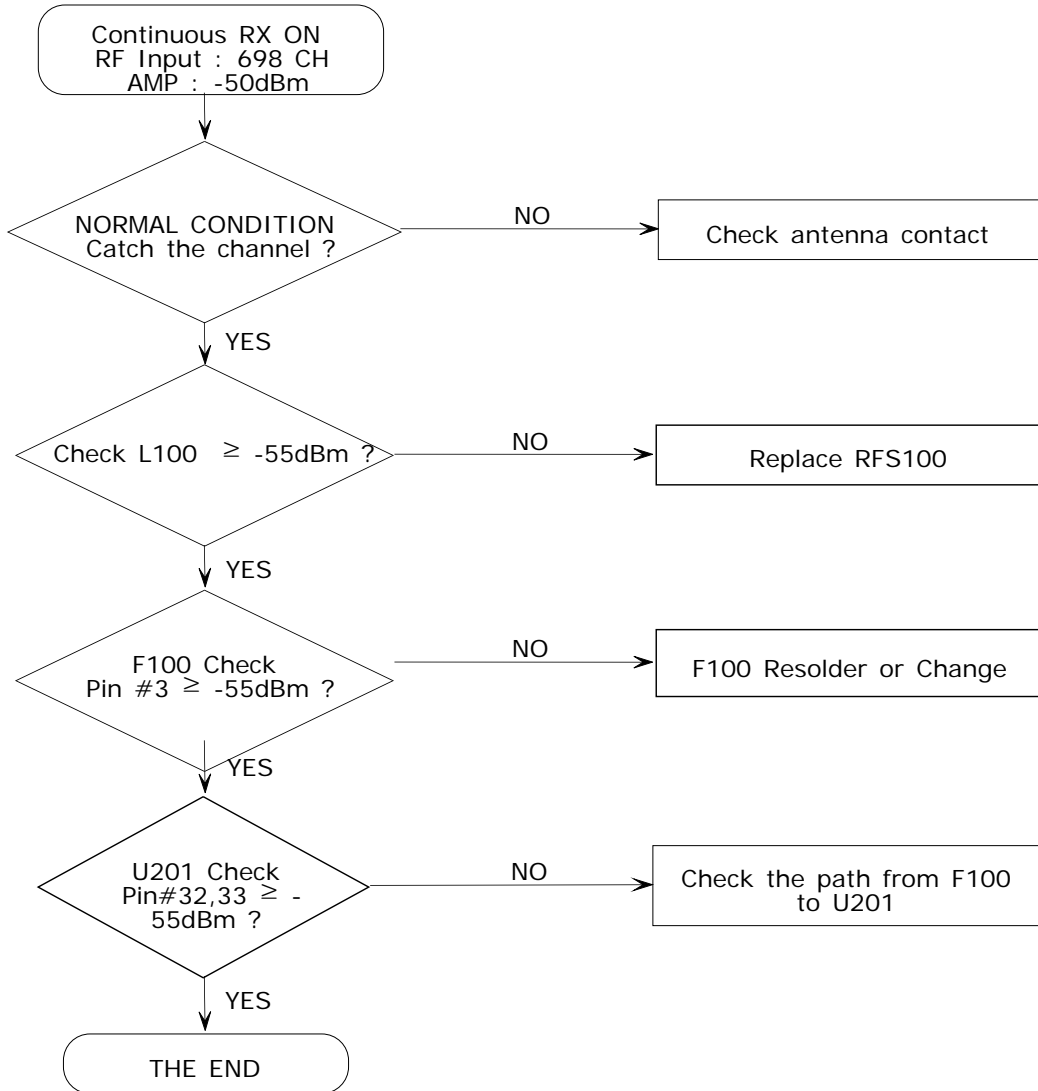 Continuous RX ON
RF Input : 698 CH
AMP : -50dBm
NORMAL CONDITION
Catch the channel ?
NO
Check antenna contact
YES
Check L100 ≥ -55dBm ?
NO
Replace RFS100
YES
F100 Check
Pin #3 ≥ -55dBm ?
NO
F100 Resolder or Change
YES
U201 Check
Pin#32,33 ≥ -
55dBm ?
NO
Check the path from F100
to U201
YES
THE END